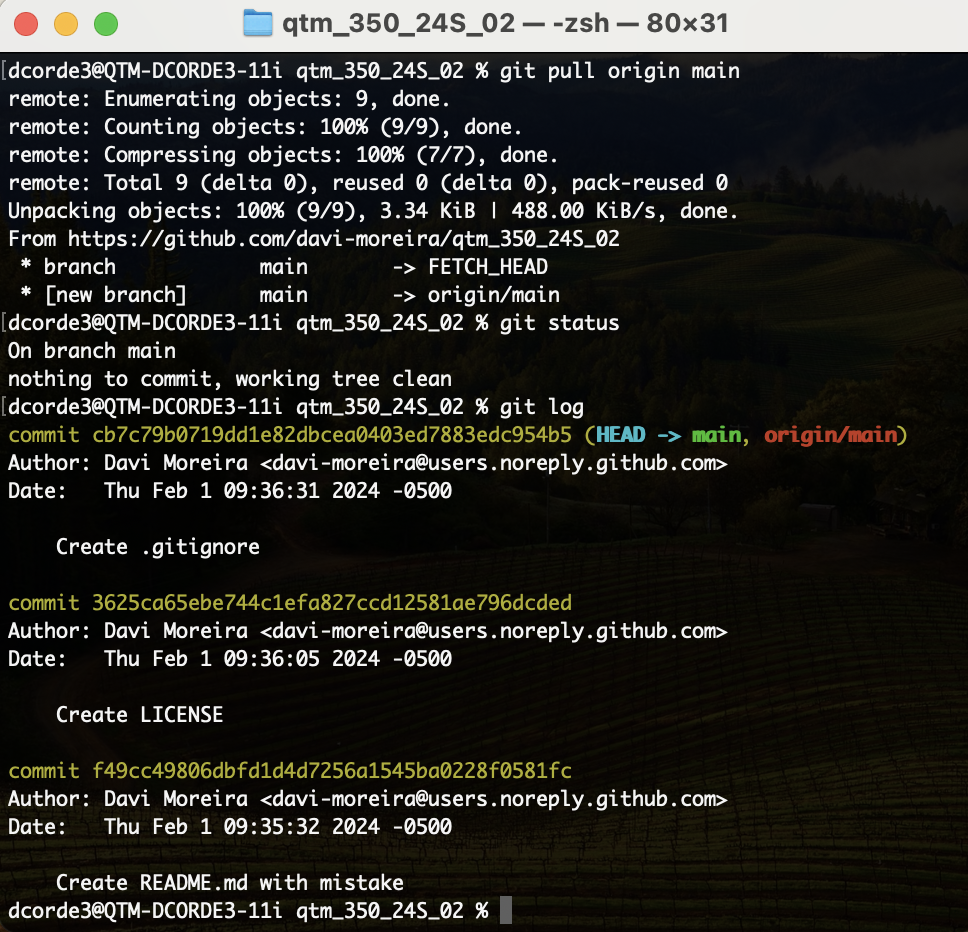 qtm_350_24S_02 — -zsh — 80×31
[dcorde3@QTM-DCORDE3-11i qtm_350_24S_02 % git pull origin main
remote: Enumerating objects: 9, done.
remote: Counting objects: 100% (9/9), done.
remote: Compressing objects: 100% (7/7), done.
remote: Total 9 (delta 0), reused 0 (delta 0), pack-reused 0
Unpacking objects: 100% (9/9), 3.34 KiB | 488.00 KiB/s, done.
From https://github.com/davi-moreira/qtm_350_24S_02
 * branch            main       -> FETCH_HEAD
 * [new branch]      main       -> origin/main
[dcorde3@QTM-DCORDE3-11i qtm_350_24S_02 % git status
On branch main
nothing to commit, working tree clean
[dcorde3@QTM-DCORDE3-11i qtm_350_24S_02 % git log
commit cb7c79b0719dd1e82dbcea0403ed7883edc954b5 (HEAD -> main, origin/main)
Author: Davi Moreira <davi-moreira@users.noreply.github.com>
Date:   Thu Feb 1 09:36:31 2024 -0500
    Create .gitignore
commit 3625ca65ebe744c1efa827ccd12581ae796dcded
Author: Davi Moreira <davi-moreira@users.noreply.github.com>
Date:   Thu Feb 1 09:36:05 2024 -0500
    Create LICENSE
commit f49cc49806dbfd1d4d7256a1545ba0228f0581fc
Author: Davi Moreira <davi-moreira@users.noreply.github.com>
Date:   Thu Feb 1 09:35:32 2024 -0500
    Create README.md with mistake
dcorde3@QTM-DCORDE3-11i qtm_350_24S_02 %